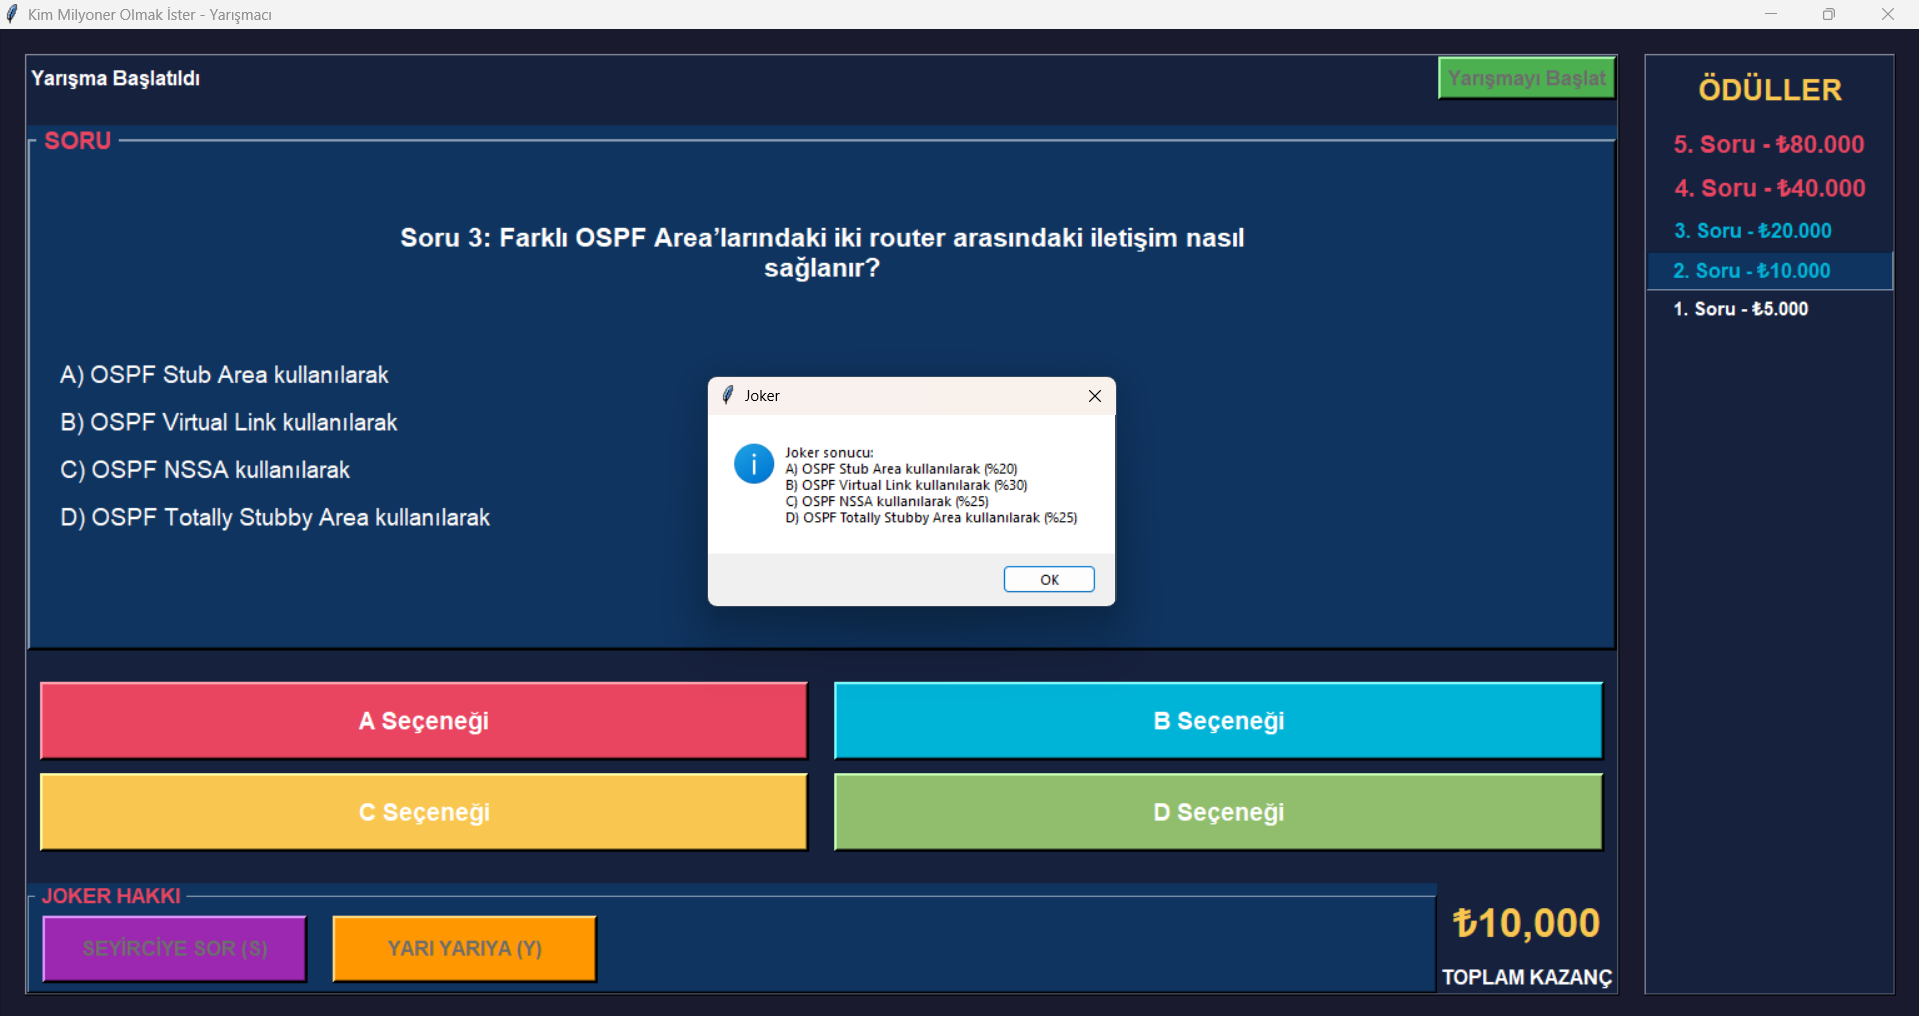 Kim Milyoner Olmak İster - Yarışmacı
Yarışma Başlatıldı
Yarışmayı Başlat
SORU
Soru 3: Farklı OSPF Area’larındaki iki router arasındaki iletişim nasıl
sağlanır?
A) OSPF Stub Area kullanılarak
B) OSPF Virtual Link kullanılarak
C) OSPF NSSA kullanılarak
D) OSPF Totally Stubby Area kullanılarak
Joker
Joker sonucu:
A) OSPF Stub Area kullanılarak (%20)
B) OSPF Virtual Link kullanılarak (%30)
C) OSPF NSSA kullanılarak (%25)
D) OSPF Totally Stubby Area kullanılarak (%25)
OK
A Seçeneği
B Seçeneği
C Seçeneği
D Seçeneği
JOKER HAKKI
SEYİRCİYE SOR (S)
YARI YARIYA (Y)
₺10,000
TOPLAM KAZANÇ
ÖDÜLLER
5. Soru - ₺80.000
4. Soru - ₺40.000
3. Soru - ₺20.000
2. Soru - ₺10.000
1. Soru - ₺5.000